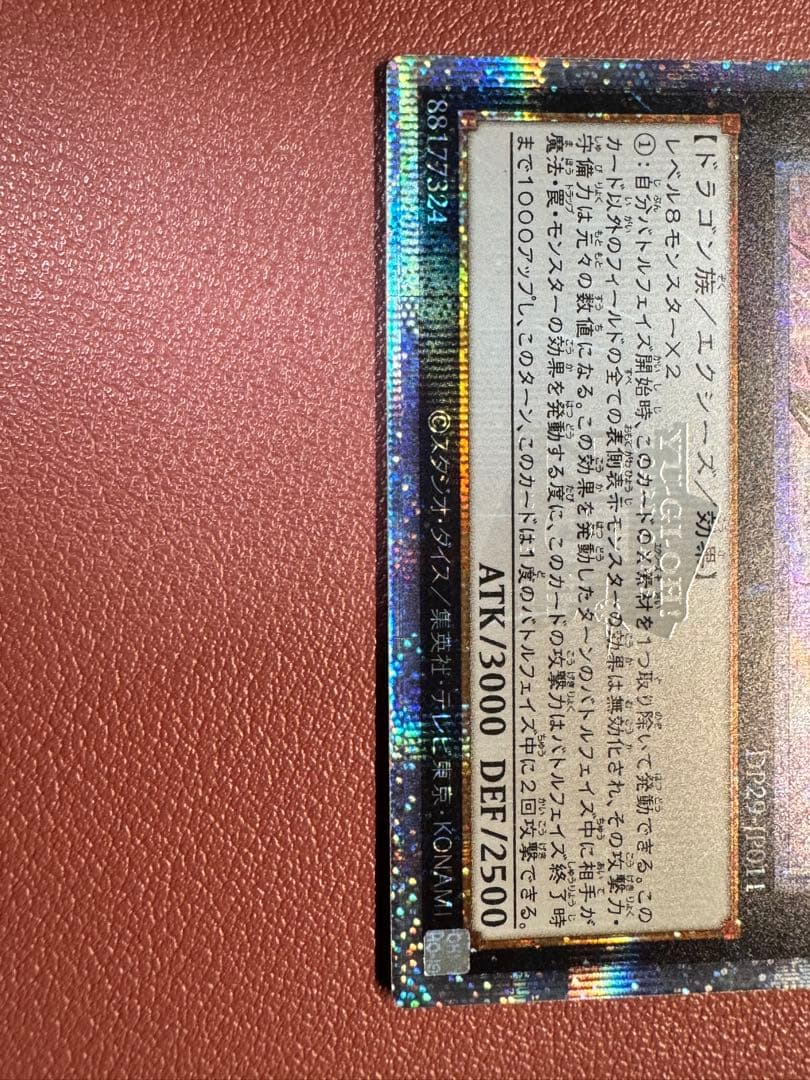 DP29-JP011
【ドラゴン族／エクシーズ／効果】
レベル8モンスター×2
①：自分バトルフェイズ開始時、このカードのX素材を1つ取り除いて発動できる。この
カード以外のフィールドの全ての表側表示モンスターの効果は無効化され、その攻撃力・
守備力は元々の数値になる。この効果を発動したターンのバトルフェイズ中に相手が
魔法・罠・モンスターの効果を発動する度に、このカードの攻撃力はバトルフェイズ終了時
まで1000アップし、このターン、このカードは1度のバトルフェイズ中に2回攻撃できる。
ATK/3000 DEF/2500
88177324
©スタジオ・ダイス／集英社・テレビ東京・KONAMI